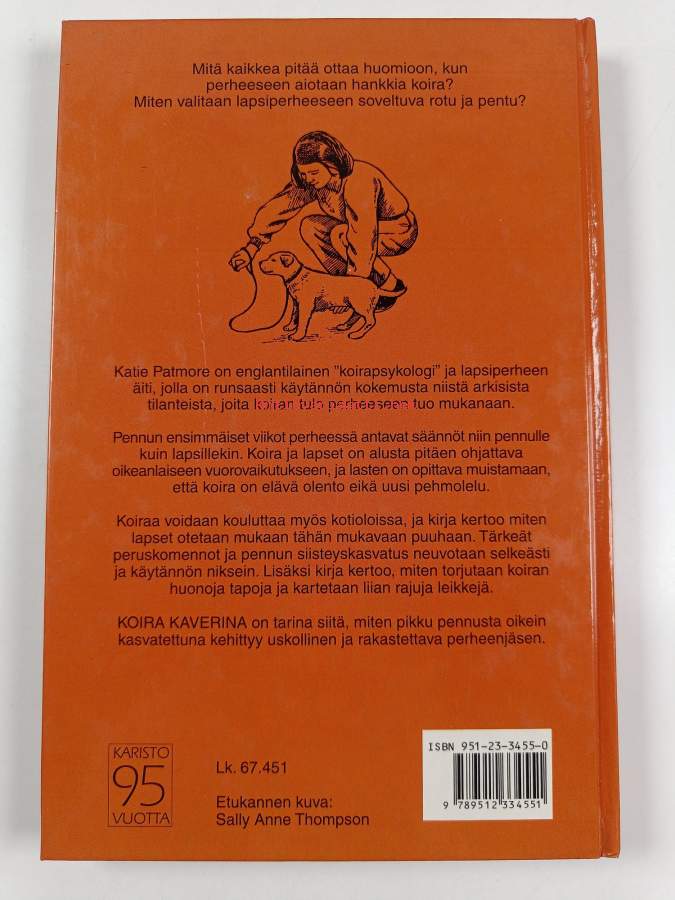 Mitä kaikkea pitää ottaa huomioon, kun
perheeseen aiotaan hankkia koira?
Miten valitaan lapsiperheeseen soveltuva rotu ja pentu?
Katie Patmore on englantilainen "koirapsykologi" ja lapsiperheen
äiti, jolla on runsaasti käytännön kokemusta niistä arkisista
tilanteista, joita koiran tulo perheeseen tuo mukanaan.
Pennun ensimmäiset viikot perheessä antavat säännöt niin pennulle
kuin lapsillekin. Koira ja lapset on alusta pitäen ohjattava
oikeanlaiseen vuorovaikutukseen, ja lasten on opittava muistamaan,
että koira on elävä olento eikä uusi pehmolelu.
Koiraa voidaan kouluttaa myös kotioloissa, ja kirja kertoo miten
lapset otetaan mukaan tähän mukavaan puuhaan. Tärkeät
peruskomennot ja pennun siisteyskasvatus neuvotaan selkeästi
ja käytännön niksein. Lisäksi kirja kertoo, miten torjutaan koiran
huonoja tapoja ja kartetaan liian rajuja leikkejä.
KOIRA KAVERINA on tarina siitä, miten pikku pennusta oikein
kasvatettuna kehittyy uskollinen ja rakastettava perheenjäsen.
KARISTO
95
VUOTTA
Lk. 67.451
Etukannen kuva:
Sally Anne Thompson
ISBN 951-23-3455-0
9 789512 334551